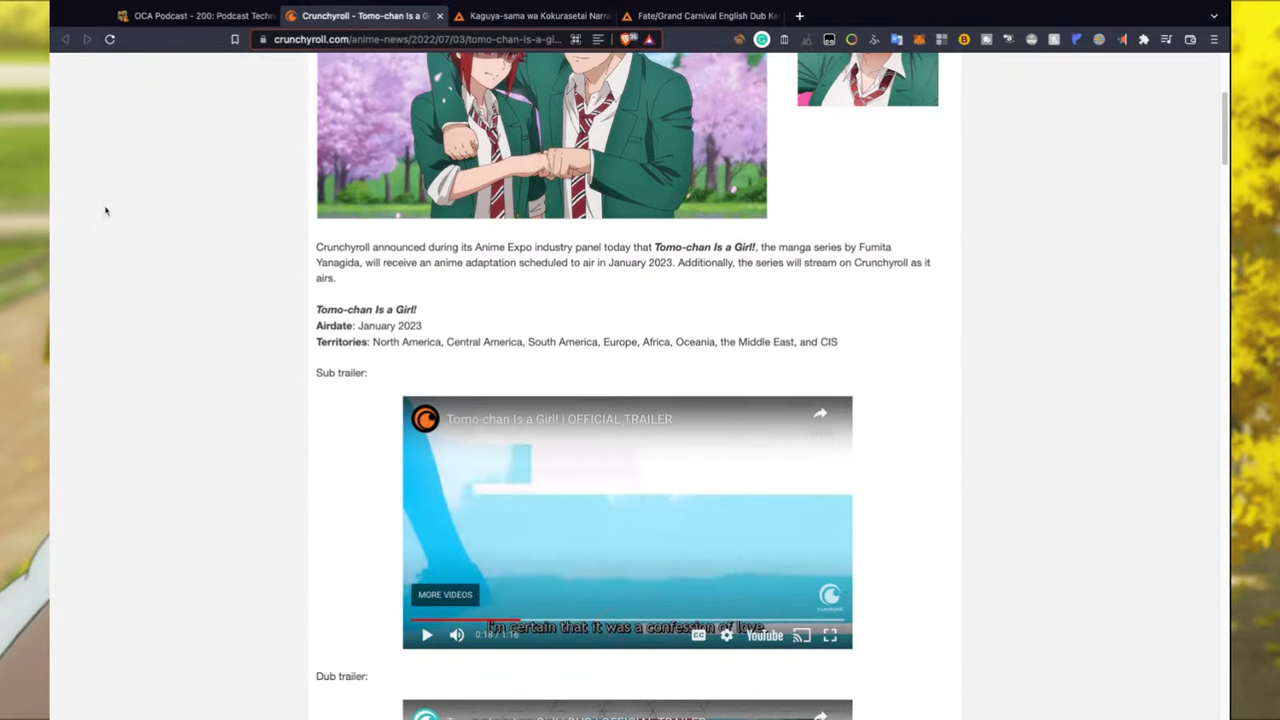 OCA Podcast - 200: Podcast Techn
Crunchyroll - Tomo-chan Is a G
Kaguya-sama wa Kokurasetai Narra
Fate/Grand Carnival English Dub Ke
crunchyroll.com/anime-news/2022/07/03/tomo-chan-is-a-gi...
Crunchyroll announced during its Anime Expo industry panel today that Tomo-chan Is a Girl!, the manga series by Fumita
Yanagida, will receive an anime adaptation scheduled to air in January 2023. Additionally, the series will stream on Crunchyroll as it
airs.
Tomo-chan Is a Girl!
Airdate: January 2023
Territories: North America, Central America, South America, Europe, Africa, Oceania, the Middle East, and CIS
Sub trailer:
Tomo-chan Is a Girl! | OFFICIAL TRAILER
MORE VIDEOS
crunchyroll
I'm certain that it was a confession of love.
0:18 / 1:16
CC
YouTube
Dub trailer: